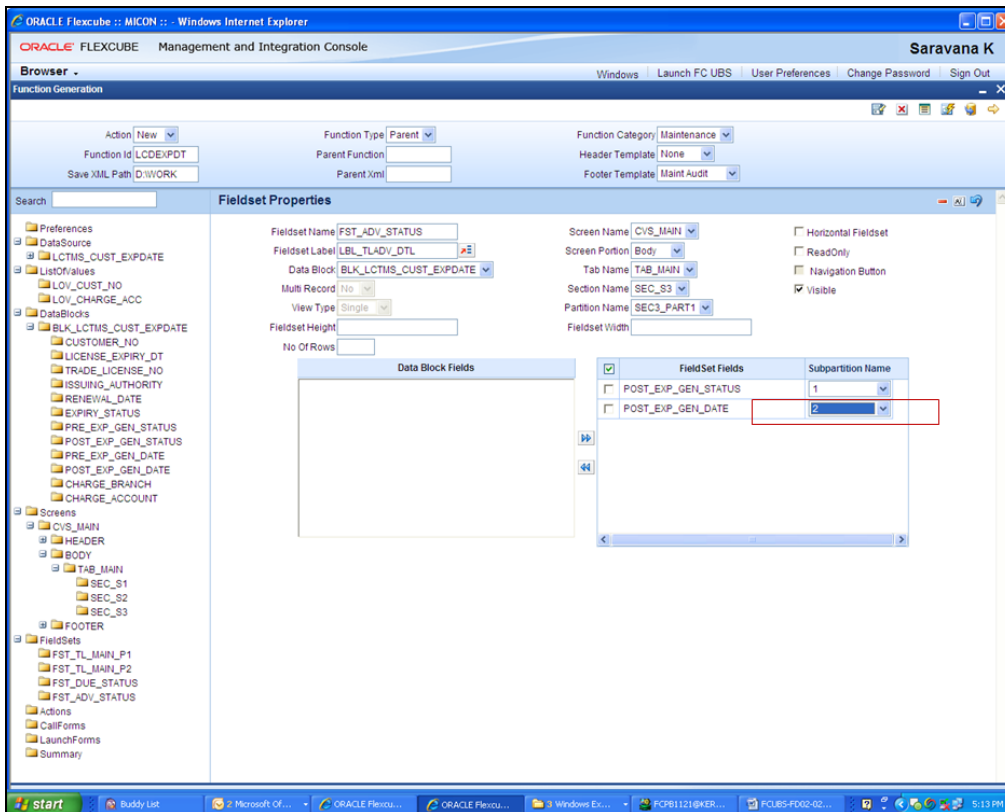 ORACLE Flexcube :: MICON :: - Windows Internet Explorer
ORACLE FLEXCUBE Management and Integration Console Saravana K
Browser Windows Launch FC UBS User Preferences Change Password Sign Out
Function Generation
Action New Function Type Parent Function Category Maintenance
Function Id LCDEXPDT Parent Function Header Template None
Save XML Path D:\WORK Parent Xml Footer Template Maint Audit
Search
Preferences
DataSource
LCTMS_CUST_EXPDATE
ListOfValues
LOV_CUST_NO
LOV_CHARGE_ACC
DataBlocks
BLK_LCTMS_CUST_EXPDATE
CUSTOMER_NO
LICENSE_EXPIRY_DT
TRADE_LICENSE_NO
ISSUING_AUTHORITY
RENEWAL_DATE
EXPIRY_STATUS
PRE_EXP_GEN_STATUS
POST_EXP_GEN_STATUS
PRE_EXP_GEN_DATE
POST_EXP_GEN_DATE
CHARGE_BRANCH
CHARGE_ACCOUNT
Screens
CVS_MAIN
HEADER
BODY
TAB_MAIN
SEC_S1
SEC_S2
SEC_S3
FOOTER
FieldSets
FST_TL_MAIN_P1
FST_TL_MAIN_P2
FST_DUE_STATUS
FST_ADV_STATUS
Actions
CallForms
LaunchForms
Summary
Fieldset Properties
Fieldset Name FST_ADV_STATUS Screen Name CVS_MAIN Horizontal Fieldset
Fieldset Label LBL_TLADV_DTL Screen Portion Body ReadOnly
Data Block BLK_LCTMS_CUST_EXPDATE Tab Name TAB_MAIN Navigation Button
Multi Record No Section Name SEC_S3 Visible
View Type Single Partition Name SEC3_PART1
Fieldset Height Fieldset Width
No Of Rows
Data Block Fields FieldSet Fields Subpartition Name
POST_EXP_GEN_STATUS 1
POST_EXP_GEN_DATE 2
start Buddy List 2 Microsoft Of... ORACLE Flexcu... ORACLE Flexcu... 3 Windows Ex... FCPB1121@KER... FCUBS-FD02-02... 5:13 PM